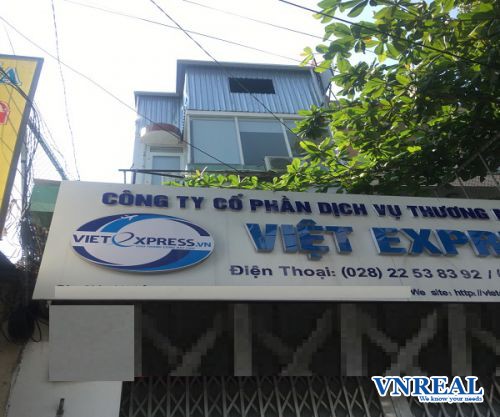 CÔNG TY CỔ PHẦN DỊCH VỤ THƯƠNG
VIETEXPRESS.VN
VIỆT EXPR
Điện Thoại: (028) 22 53 83 92 /
We site: http://viet
VNREAL
We know your needs